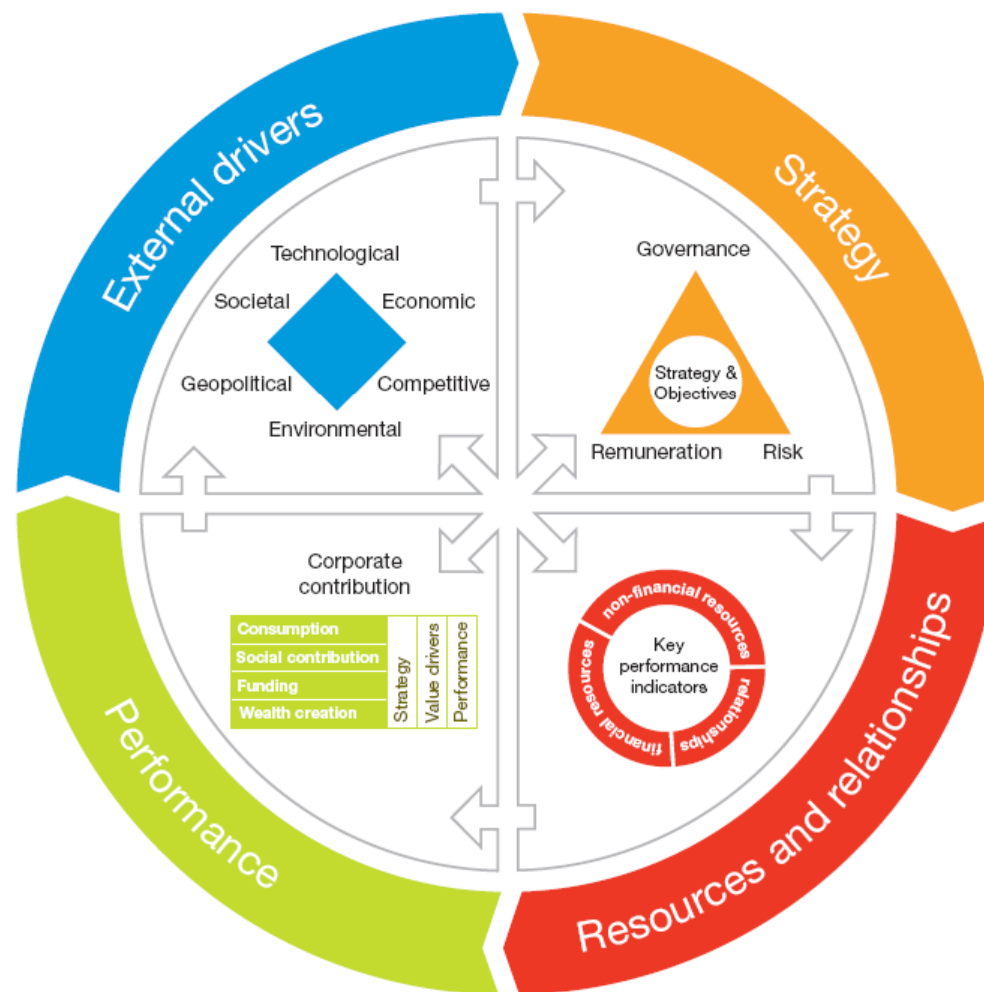 External drivers
Technological
Societal
Economic
Geopolitical
Competitive
Environmental
Strategy
Governance
Strategy &
Objectives
Remuneration
Risk
Resources and relationships
non-financial resources
relationships
financial resources
Key
performance
indicators
Performance
Corporate
contribution
Consumption
Social contribution
Funding
Wealth creation
Strategy
Value drivers
Performance